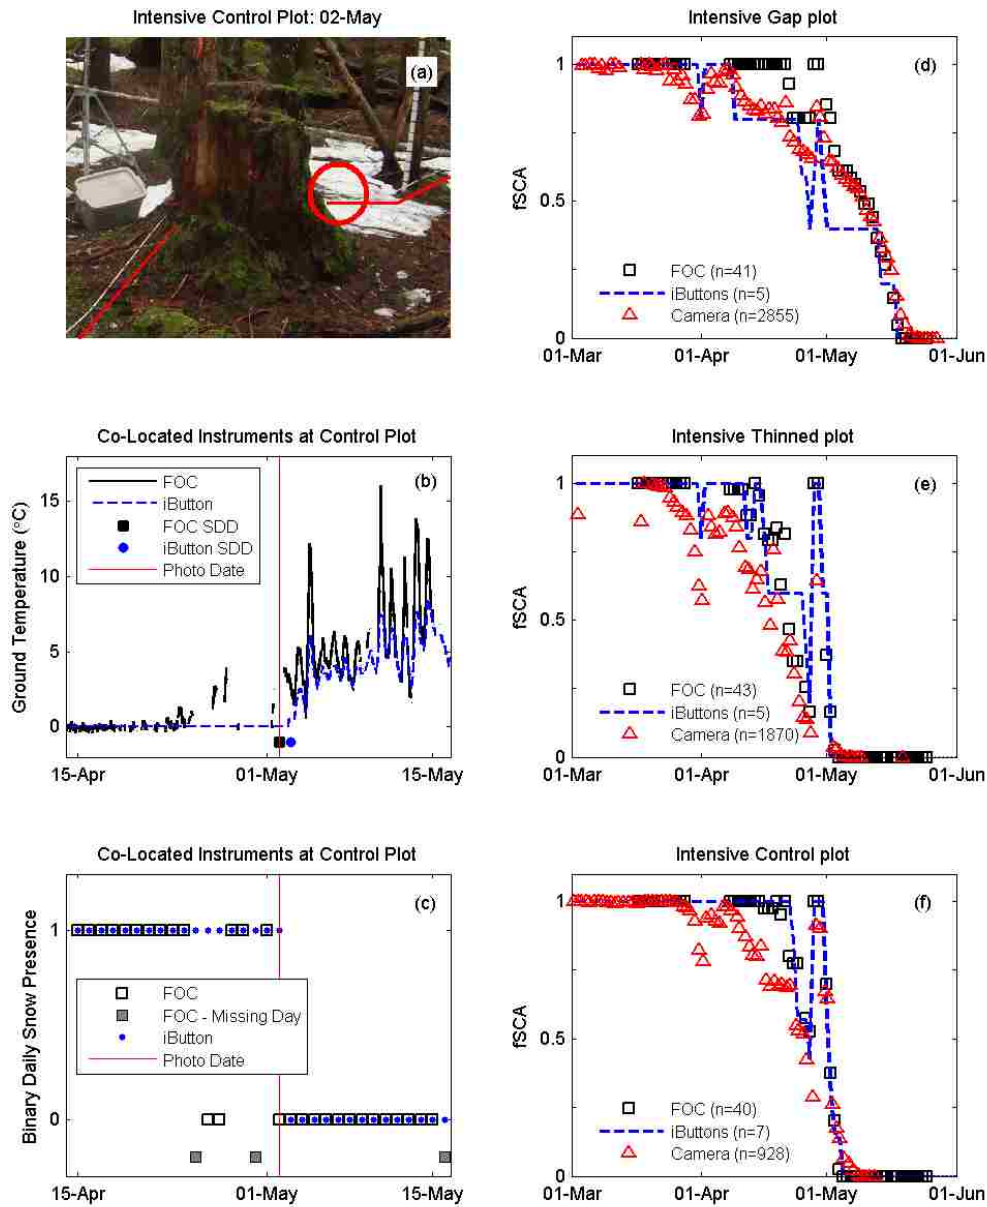 Intensive Control Plot: 02-May
(a)
Intensive Gap plot
(d)
1
0.5
0
fSCA
FOC (n=41)
iButtons (n=5)
Camera (n=2855)
01-Mar 01-Apr 01-May 01-Jun
Co-Located Instruments at Control Plot
(b)
FOC
iButton
FOC SDD
iButton SDD
Photo Date
15
10
5
0
Ground Temperature (°C)
15-Apr 01-May 15-May
Intensive Thinned plot
(e)
1
0.5
0
fSCA
FOC (n=43)
iButtons (n=5)
Camera (n=1870)
01-Mar 01-Apr 01-May 01-Jun
Co-Located Instruments at Control Plot
(c)
1
0
Binary Daily Snow Presence
FOC
FOC - Missing Day
iButton
Photo Date
15-Apr 01-May 15-May
Intensive Control plot
(f)
1
0.5
0
fSCA
FOC (n=40)
iButtons (n=7)
Camera (n=928)
01-Mar 01-Apr 01-May 01-Jun